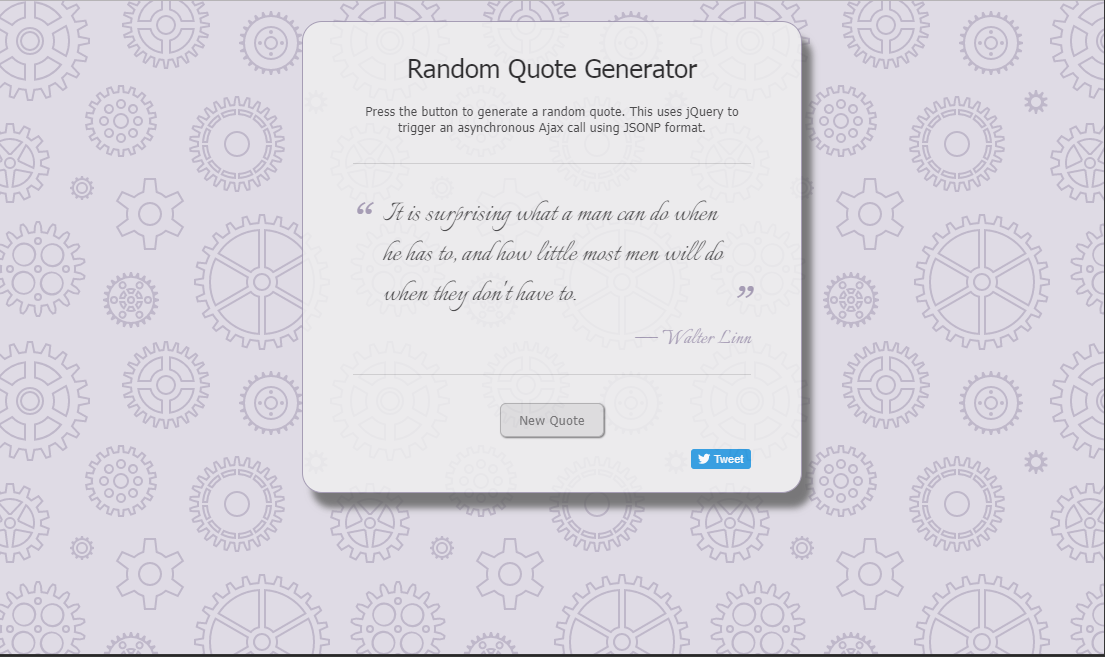 Random Quote Generator
Press the button to generate a random quote. This uses jQuery to
trigger an asynchronous Ajax call using JSONP format.
“ It is surprising what a man can do when
he has to, and how little most men will do
when they don't have to. ”
— Walter Linn
New Quote
Tweet